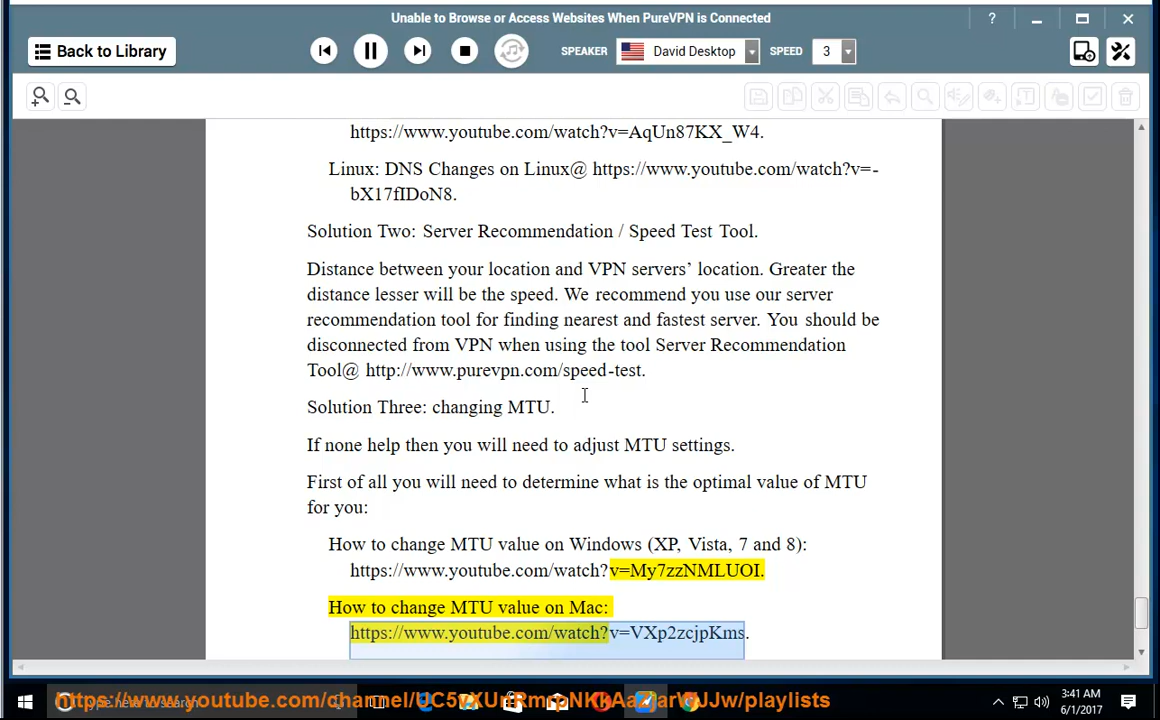 Unable to Browse or Access Websites When PureVPN is Connected
Back to Library
SPEAKER David Desktop SPEED 3
https://www.youtube.com/watch?v=AqUn87KX_W4.
Linux: DNS Changes on Linux@ https://www.youtube.com/watch?v=-
bX17fIDoN8.
Solution Two: Server Recommendation / Speed Test Tool.
Distance between your location and VPN servers’ location. Greater the
distance lesser will be the speed. We recommend you use our server
recommendation tool for finding nearest and fastest server. You should be
disconnected from VPN when using the tool Server Recommendation
Tool@ http://www.purevpn.com/speed-test.
Solution Three: changing MTU.
If none help then you will need to adjust MTU settings.
First of all you will need to determine what is the optimal value of MTU
for you:
How to change MTU value on Windows (XP, Vista, 7 and 8):
https://www.youtube.com/watch?v=My7zzNMLUOI.
How to change MTU value on Mac:
https://www.youtube.com/watch?v=VXp2zcjpKms.
3:41 AM
6/1/2017